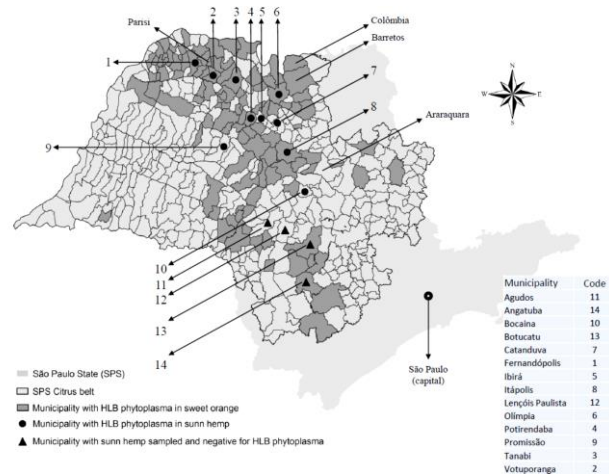 1
2
3
4
5
6
Parisi
Colômbia
Barretos
7
8
Araraquara
9
10
11
12
13
14
N
W
E
S
São Paulo
(capital)
São Paulo State (SPS)
SPS Citrus belt
Municipality with HLB phytoplasma in sweet orange
Municipality with HLB phytoplasma in sunn hemp
Municipality with sunn hemp sampled and negative for HLB phytoplasma
Municipality Code
Agudos 11
Angatuba 14
Bocaina 10
Botucatu 13
Catanduva 7
Fernandópolis 1
Ibirá 5
Itápolis 8
Lençóis Paulista 12
Olímpia 6
Potirendaba 4
Promissão 9
Tanabi 3
Votuporanga 2